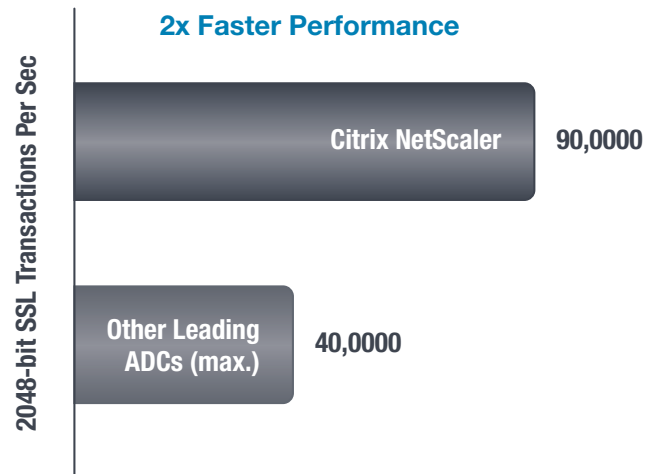 2x Faster Performance
2048-bit SSL Transactions Per Sec
Citrix NetScaler
90,0000
Other Leading
ADCs (max.)
40,0000